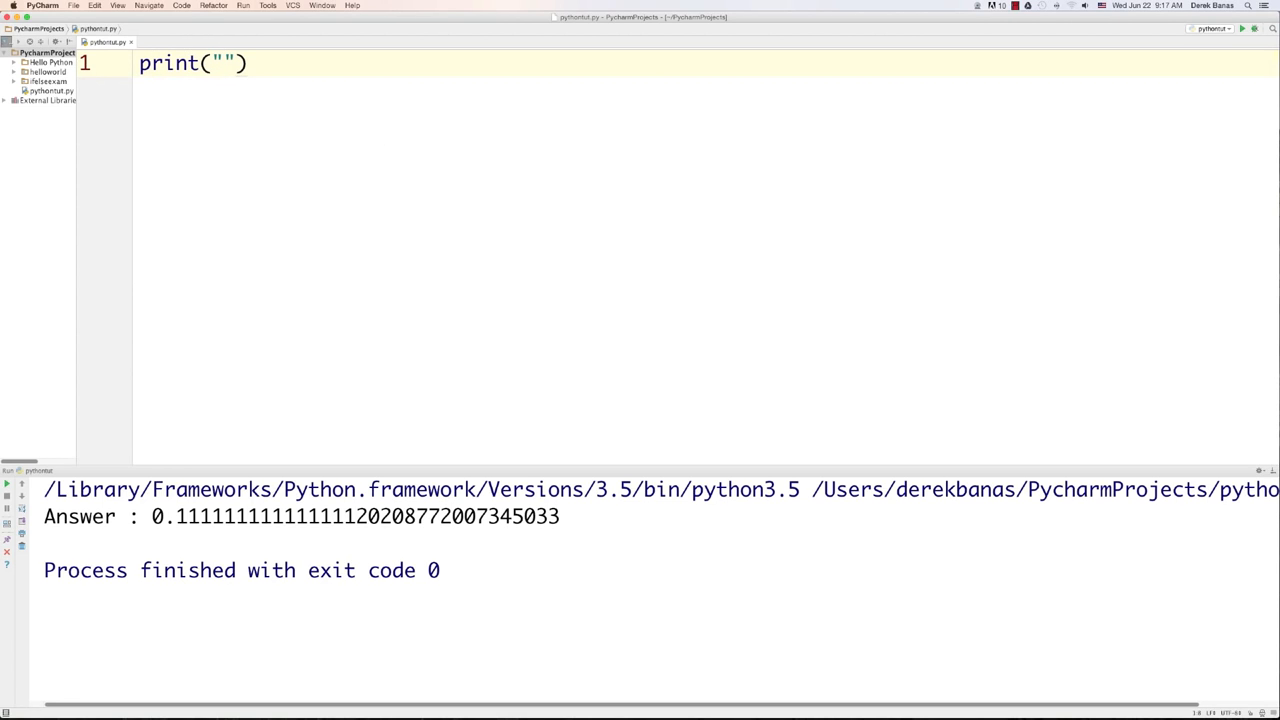 PyCharm File Edit View Navigate Code Refactor Run Tools VCS Window Help 10 Wed Jun 22 9:17 AM Derek Banas
pythontut.py - PycharmProjects - [~/PycharmProjects]
PycharmProjects pythontut.py pythontut
pythontut.py
PycharmProject
Hello Python
helloworld
ifelseexam
pythontut.py
External Librarie
1 print("")
Run pythontut
/Library/Frameworks/Python.framework/Versions/3.5/bin/python3.5 /Users/derekbanas/PycharmProjects/pytho
Answer : 0.11111111111111120208772007345033
Process finished with exit code 0
1:8 LF÷ UTF-8÷